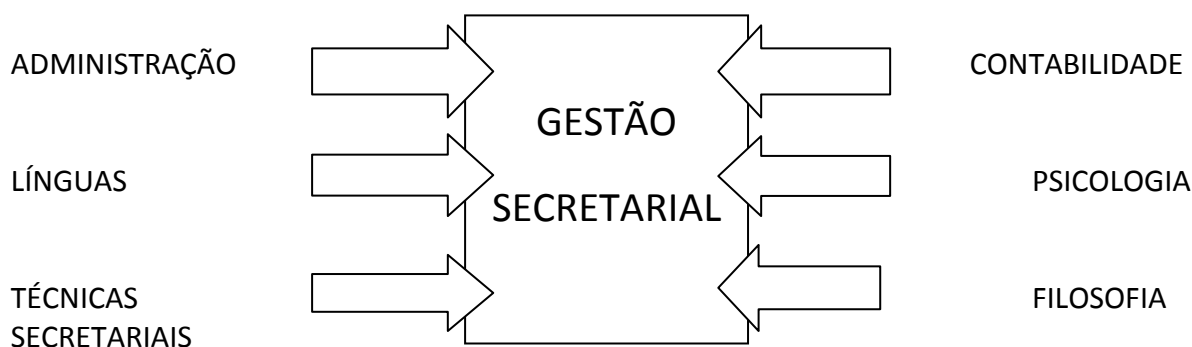 ADMINISTRAÇÃO
CONTABILIDADE
GESTÃO
LÍNGUAS
PSICOLOGIA
SECRETARIAL
TÉCNICAS
SECRETARIAIS
FILOSOFIA